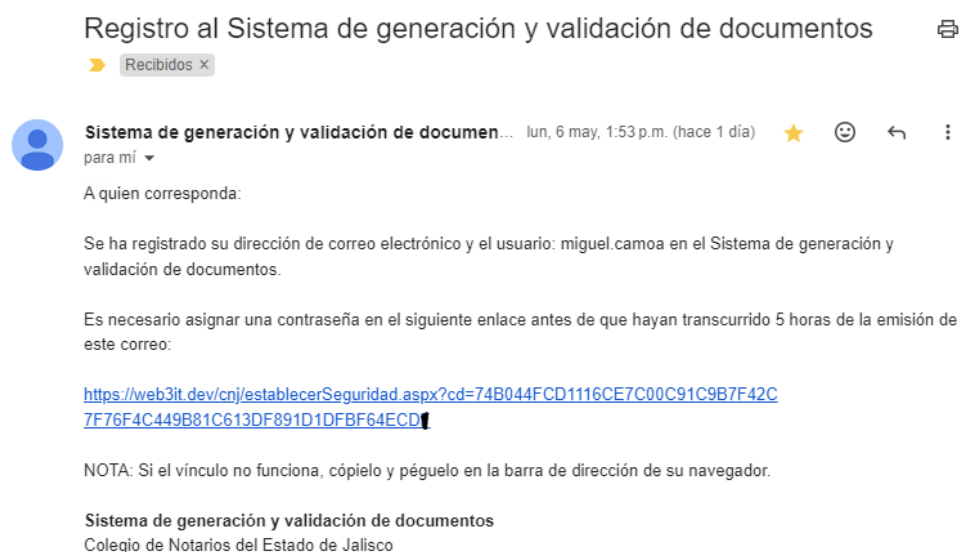 Registro al Sistema de generación y validación de documentos
Recibidos ×
Sistema de generación y validación de documen... lun, 6 may, 1:53 p.m. (hace 1 día)
para mí
A quien corresponda:
Se ha registrado su dirección de correo electrónico y el usuario: miguel.camoa en el Sistema de generación y
validación de documentos.
Es necesario asignar una contraseña en el siguiente enlace antes de que hayan transcurrido 5 horas de la emisión de
este correo:
https://web3it.dev/cnj/establecerSeguridad.aspx?cd=74B044FCD1116CE7C00C91C9B7F42C
7F76F4C449B81C613DF891D1DFBF64ECD
NOTA: Si el vínculo no funciona, cópielo y péguelo en la barra de dirección de su navegador.
Sistema de generación y validación de documentos
Colegio de Notarios del Estado de Jalisco